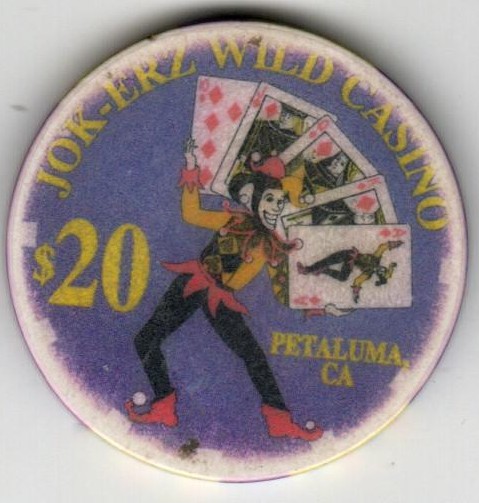 JOK-ERZ WILD CASINO
$20
PETALUMA,
CA